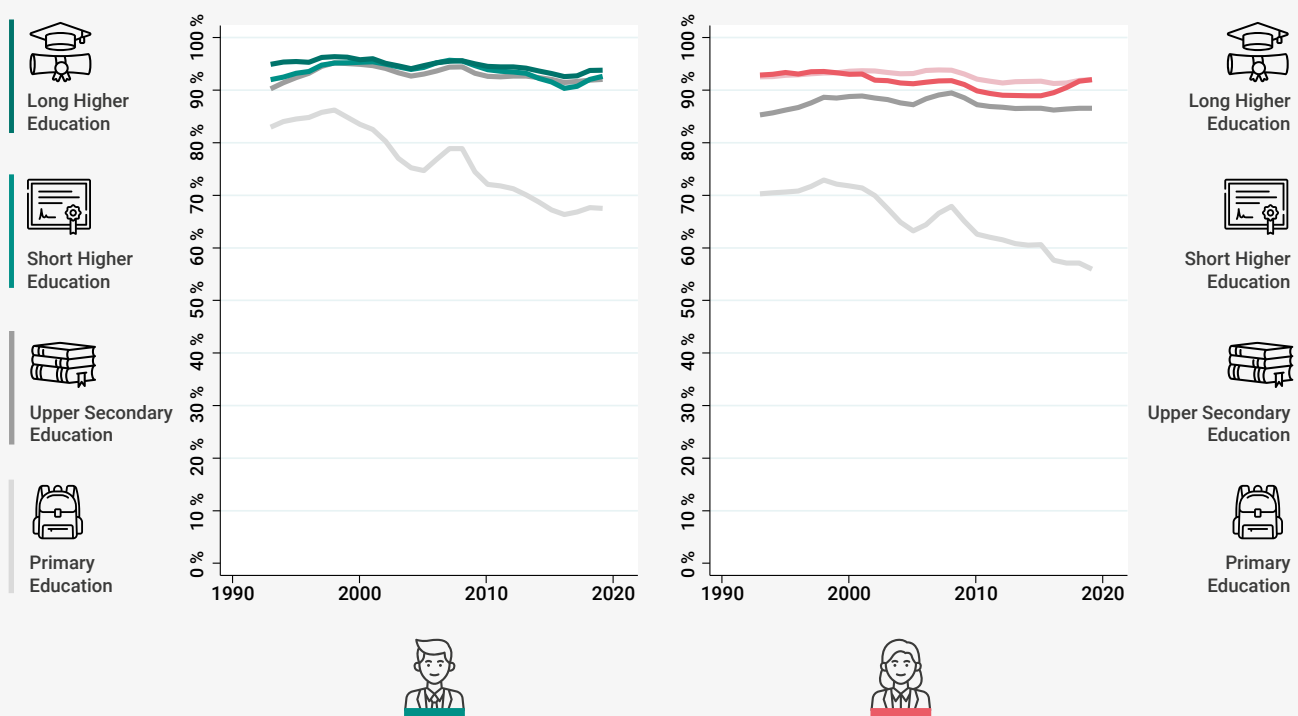 Long Higher
Education
Short Higher
Education
Upper Secondary
Education
Primary
Education
100 %
90 %
80 %
70 %
60 %
50 %
40 %
30 %
20 %
10 %
0 %
1990
2000
2010
2020
100 %
90 %
80 %
70 %
60 %
50 %
40 %
30 %
20 %
10 %
0 %
1990
2000
2010
2020
Long Higher
Education
Short Higher
Education
Upper Secondary
Education
Primary
Education